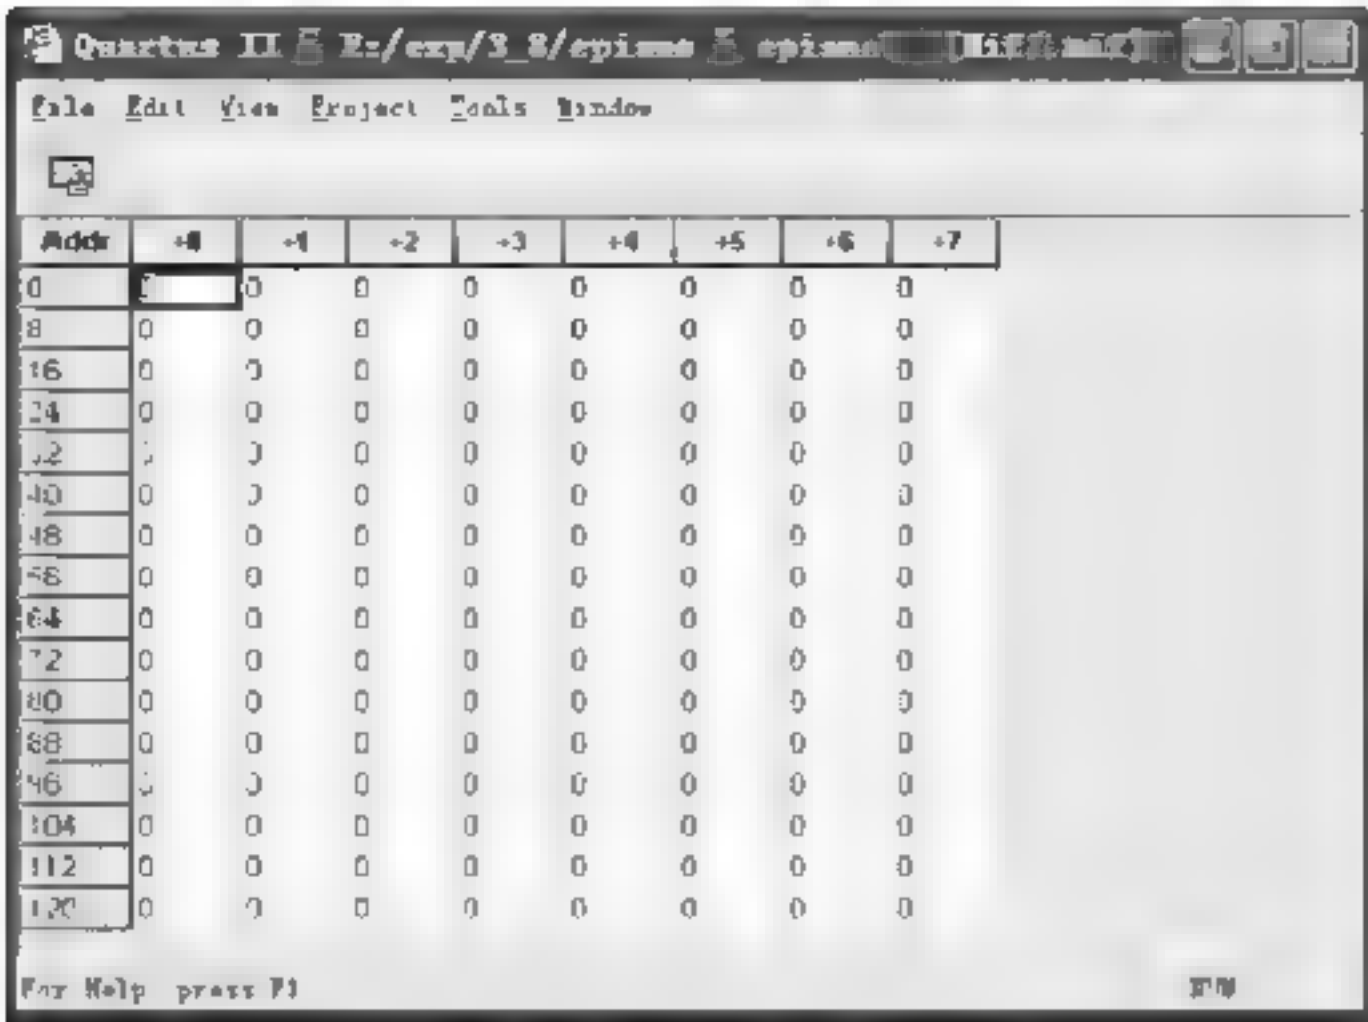 Quartus II
File Edit View Project Tools Window
Addr +0 +1 +2 +3 +4 +5 +6 +7
0 0 0 0 0 0 0 0
8 0 0 0 0 0 0 0 0
16 0 0 0 0 0 0 0 0
24 0 0 0 0 0 0 0 0
32 0 0 0 0 0 0 0
40 0 0 0 0 0 0 0 0
48 0 0 0 0 0 0 0 0
56 0 0 0 0 0 0 0 0
64 0 0 0 0 0 0 0 0
72 0 0 0 0 0 0 0 0
80 0 0 0 0 0 0 0 0
88 0 0 0 0 0 0 0 0
96 0 0 0 0 0 0 0
104 0 0 0 0 0 0 0 0
112 0 0 0 0 0 0 0 0
120 0 0 0 0 0 0 0 0
For Help press F1